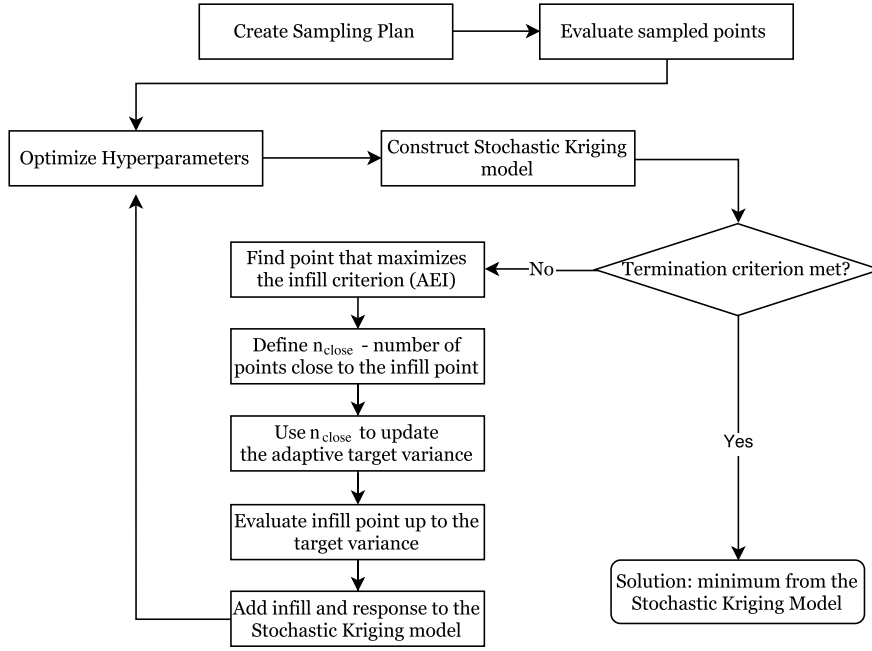 Create Sampling Plan
Evaluate sampled points
Optimize Hyperparameters
Construct Stochastic Kriging
model
Termination criterion met?
No
Find point that maximizes
the infill criterion (AEI)
Define n close - number of
points close to the infill point
Use n close to update
the adaptive target variance
Evaluate infill point up to the
target variance
Add infill and response to the
Stochastic Kriging model
Yes
Solution: minimum from the
Stochastic Kriging Model